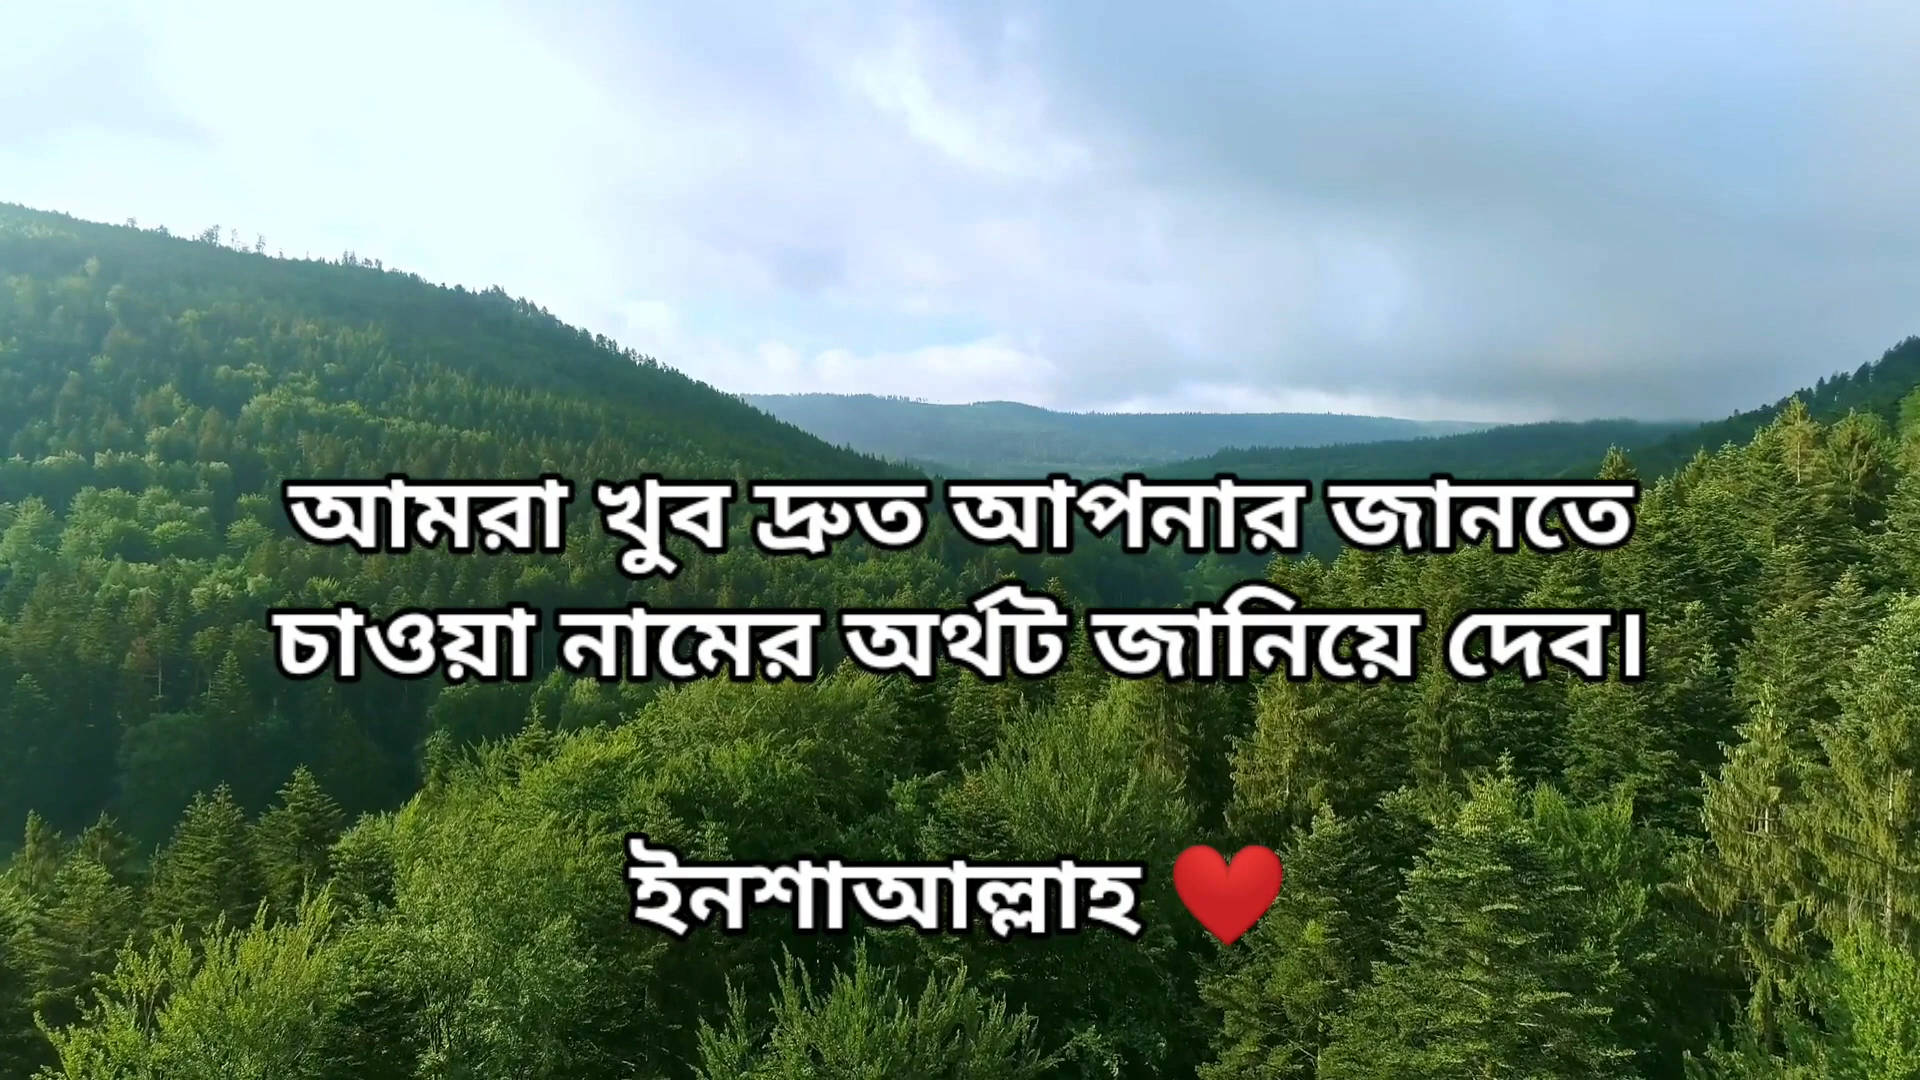 আমরা খুব দ্রুত আপনার জানতে
চাওয়া নামের অর্থট জানিয়ে দেব।
ইনশাআল্লাহ ❤️